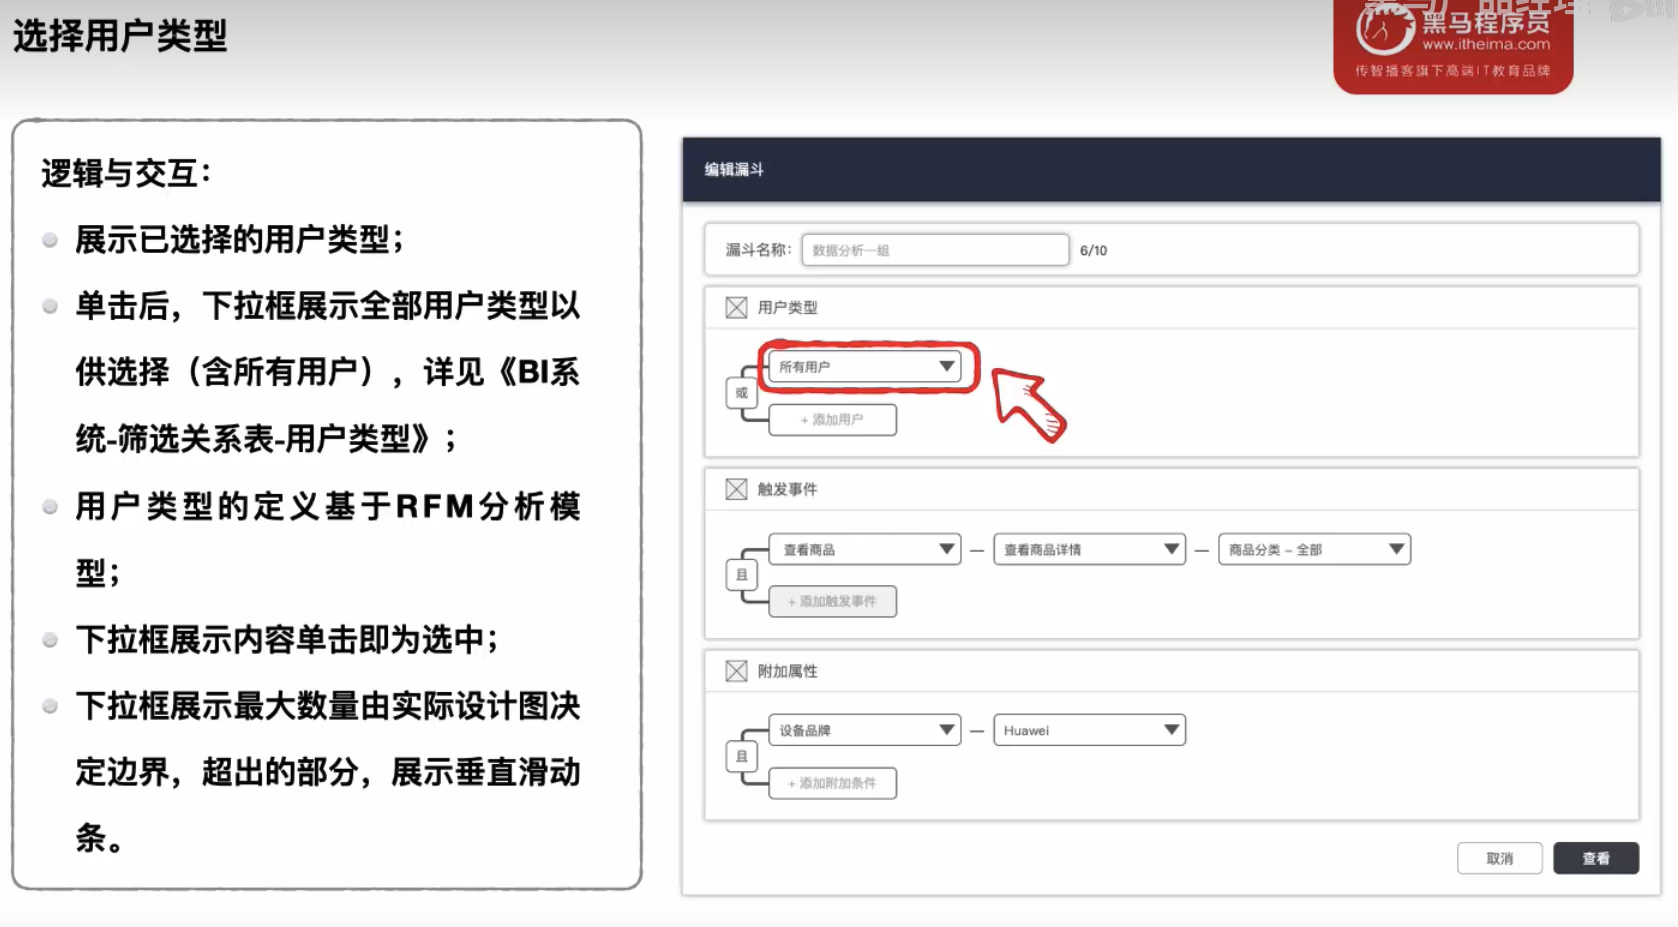 选择用户类型
黑马程序员
www.itheima.com
传智播客旗下高端IT教育品牌
逻辑与交互：
展示已选择的用户类型；
单击后，下拉框展示全部用户类型以
供选择（含所有用户），详见《BI系
统-筛选关系表-用户类型》；
用户类型的定义基于RFM分析模
型；
下拉框展示内容单击即为选中；
下拉框展示最大数量由实际设计图决
定边界，超出的部分，展示垂直滑动
条。
编辑漏斗
漏斗名称： 数据分析一组 6/10
用户类型
所有用户
或
+ 添加用户
触发事件
查看商品 — 查看商品详情 — 商品分类 – 全部
且
+ 添加触发事件
附加属性
设备品牌 — Huawei
且
+ 添加附加条件
取消 查看